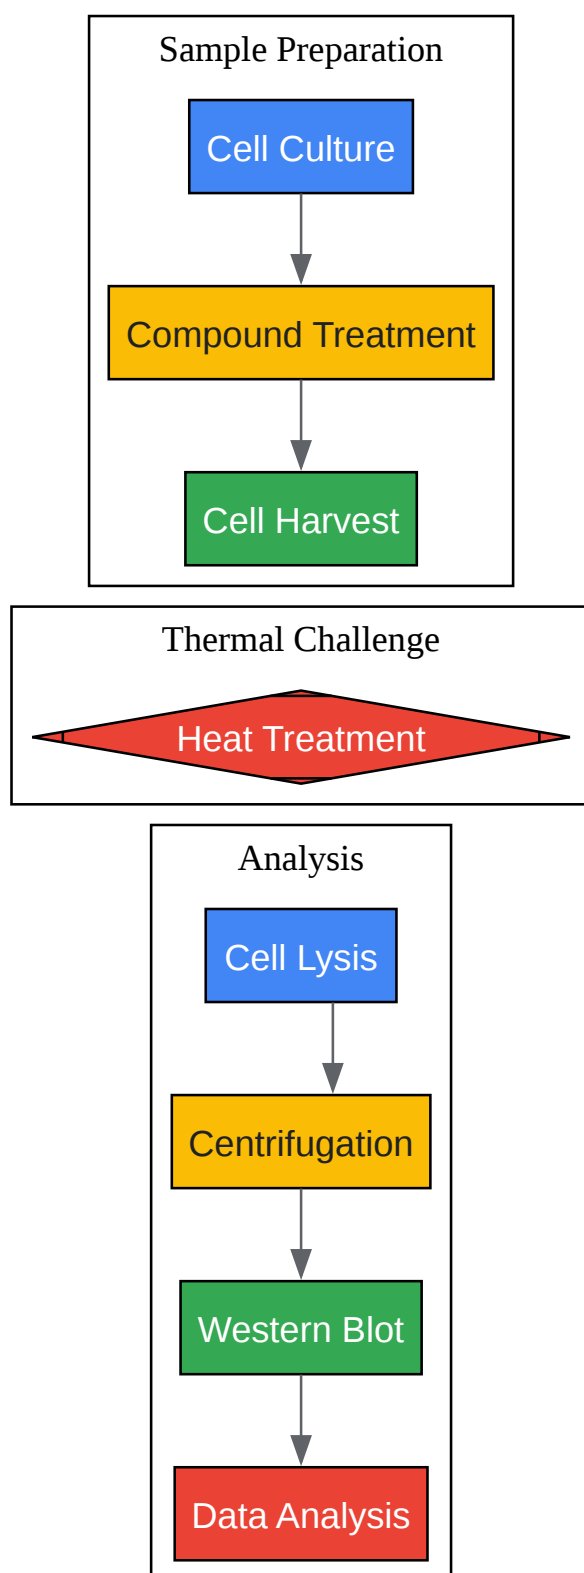 Sample Preparation
Cell Culture
Compound Treatment
Cell Harvest
Thermal Challenge
Heat Treatment
Analysis
Cell Lysis
Centrifugation
Western Blot
Data Analysis